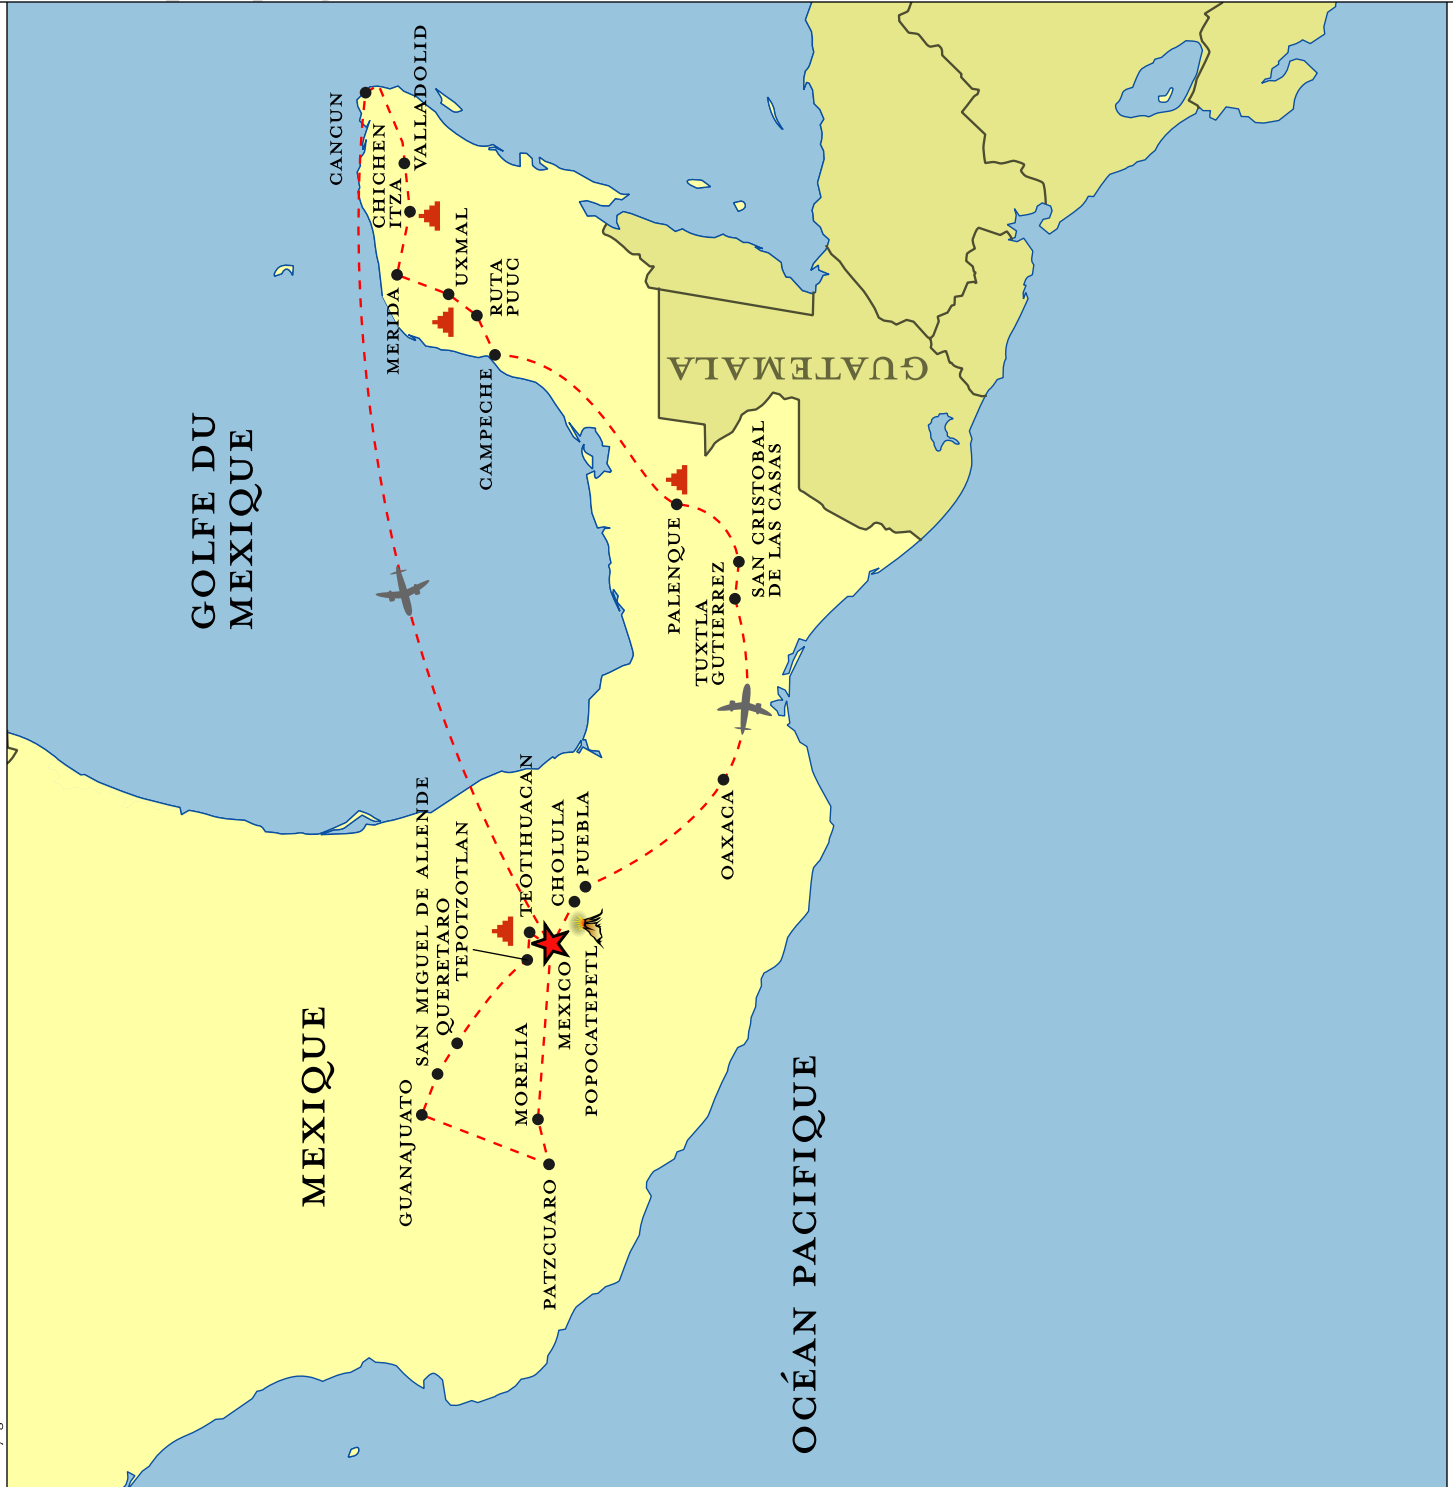 GOLFE DU
MEXIQUE
MEXIQUE
OCÉAN PACIFIQUE
GUATEMALA
CANCUN
VALLADOLID
CHICHEN
ITZA
MERIDA
UXMAL
RUTA
PUUC
CAMPECHE
PALENQUE
SAN CRISTOBAL
DE LAS CASAS
TUXTLA
GUTIERREZ
OAXACA
PUEBLA
CHOLULA
TEOTIHUACAN
TEPOTZOTLAN
QUERETARO
SAN MIGUEL DE ALLENDE
GUANAJUATO
MORELIA
PATZCUARO
MEXICO
POPOCATEPETL